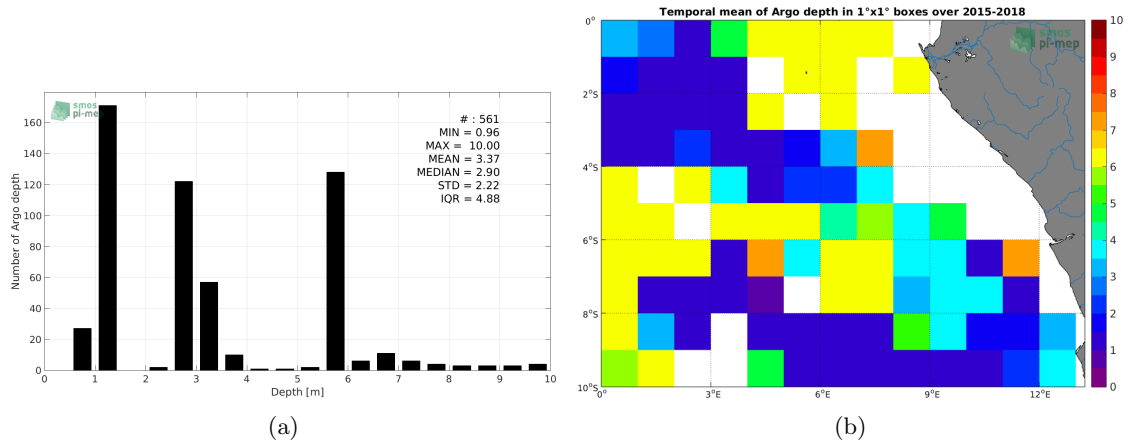 smos
pi-mep
# : 561
MIN = 0.96
MAX = 10.00
MEAN = 3.37
MEDIAN = 2.90
STD = 2.22
IQR = 4.88
Number of Argo depth
160
140
120
100
80
60
40
20
0
0 1 2 3 4 5 6 7 8 9 10
Depth [m]
(a)
Temporal mean of Argo depth in 1°x1° boxes over 2015-2018
smos
pi-mep
0°
2°S
4°S
6°S
8°S
10°S
0° 3°E 6°E 9°E 12°E
10
9
8
7
6
5
4
3
2
1
0
(b)